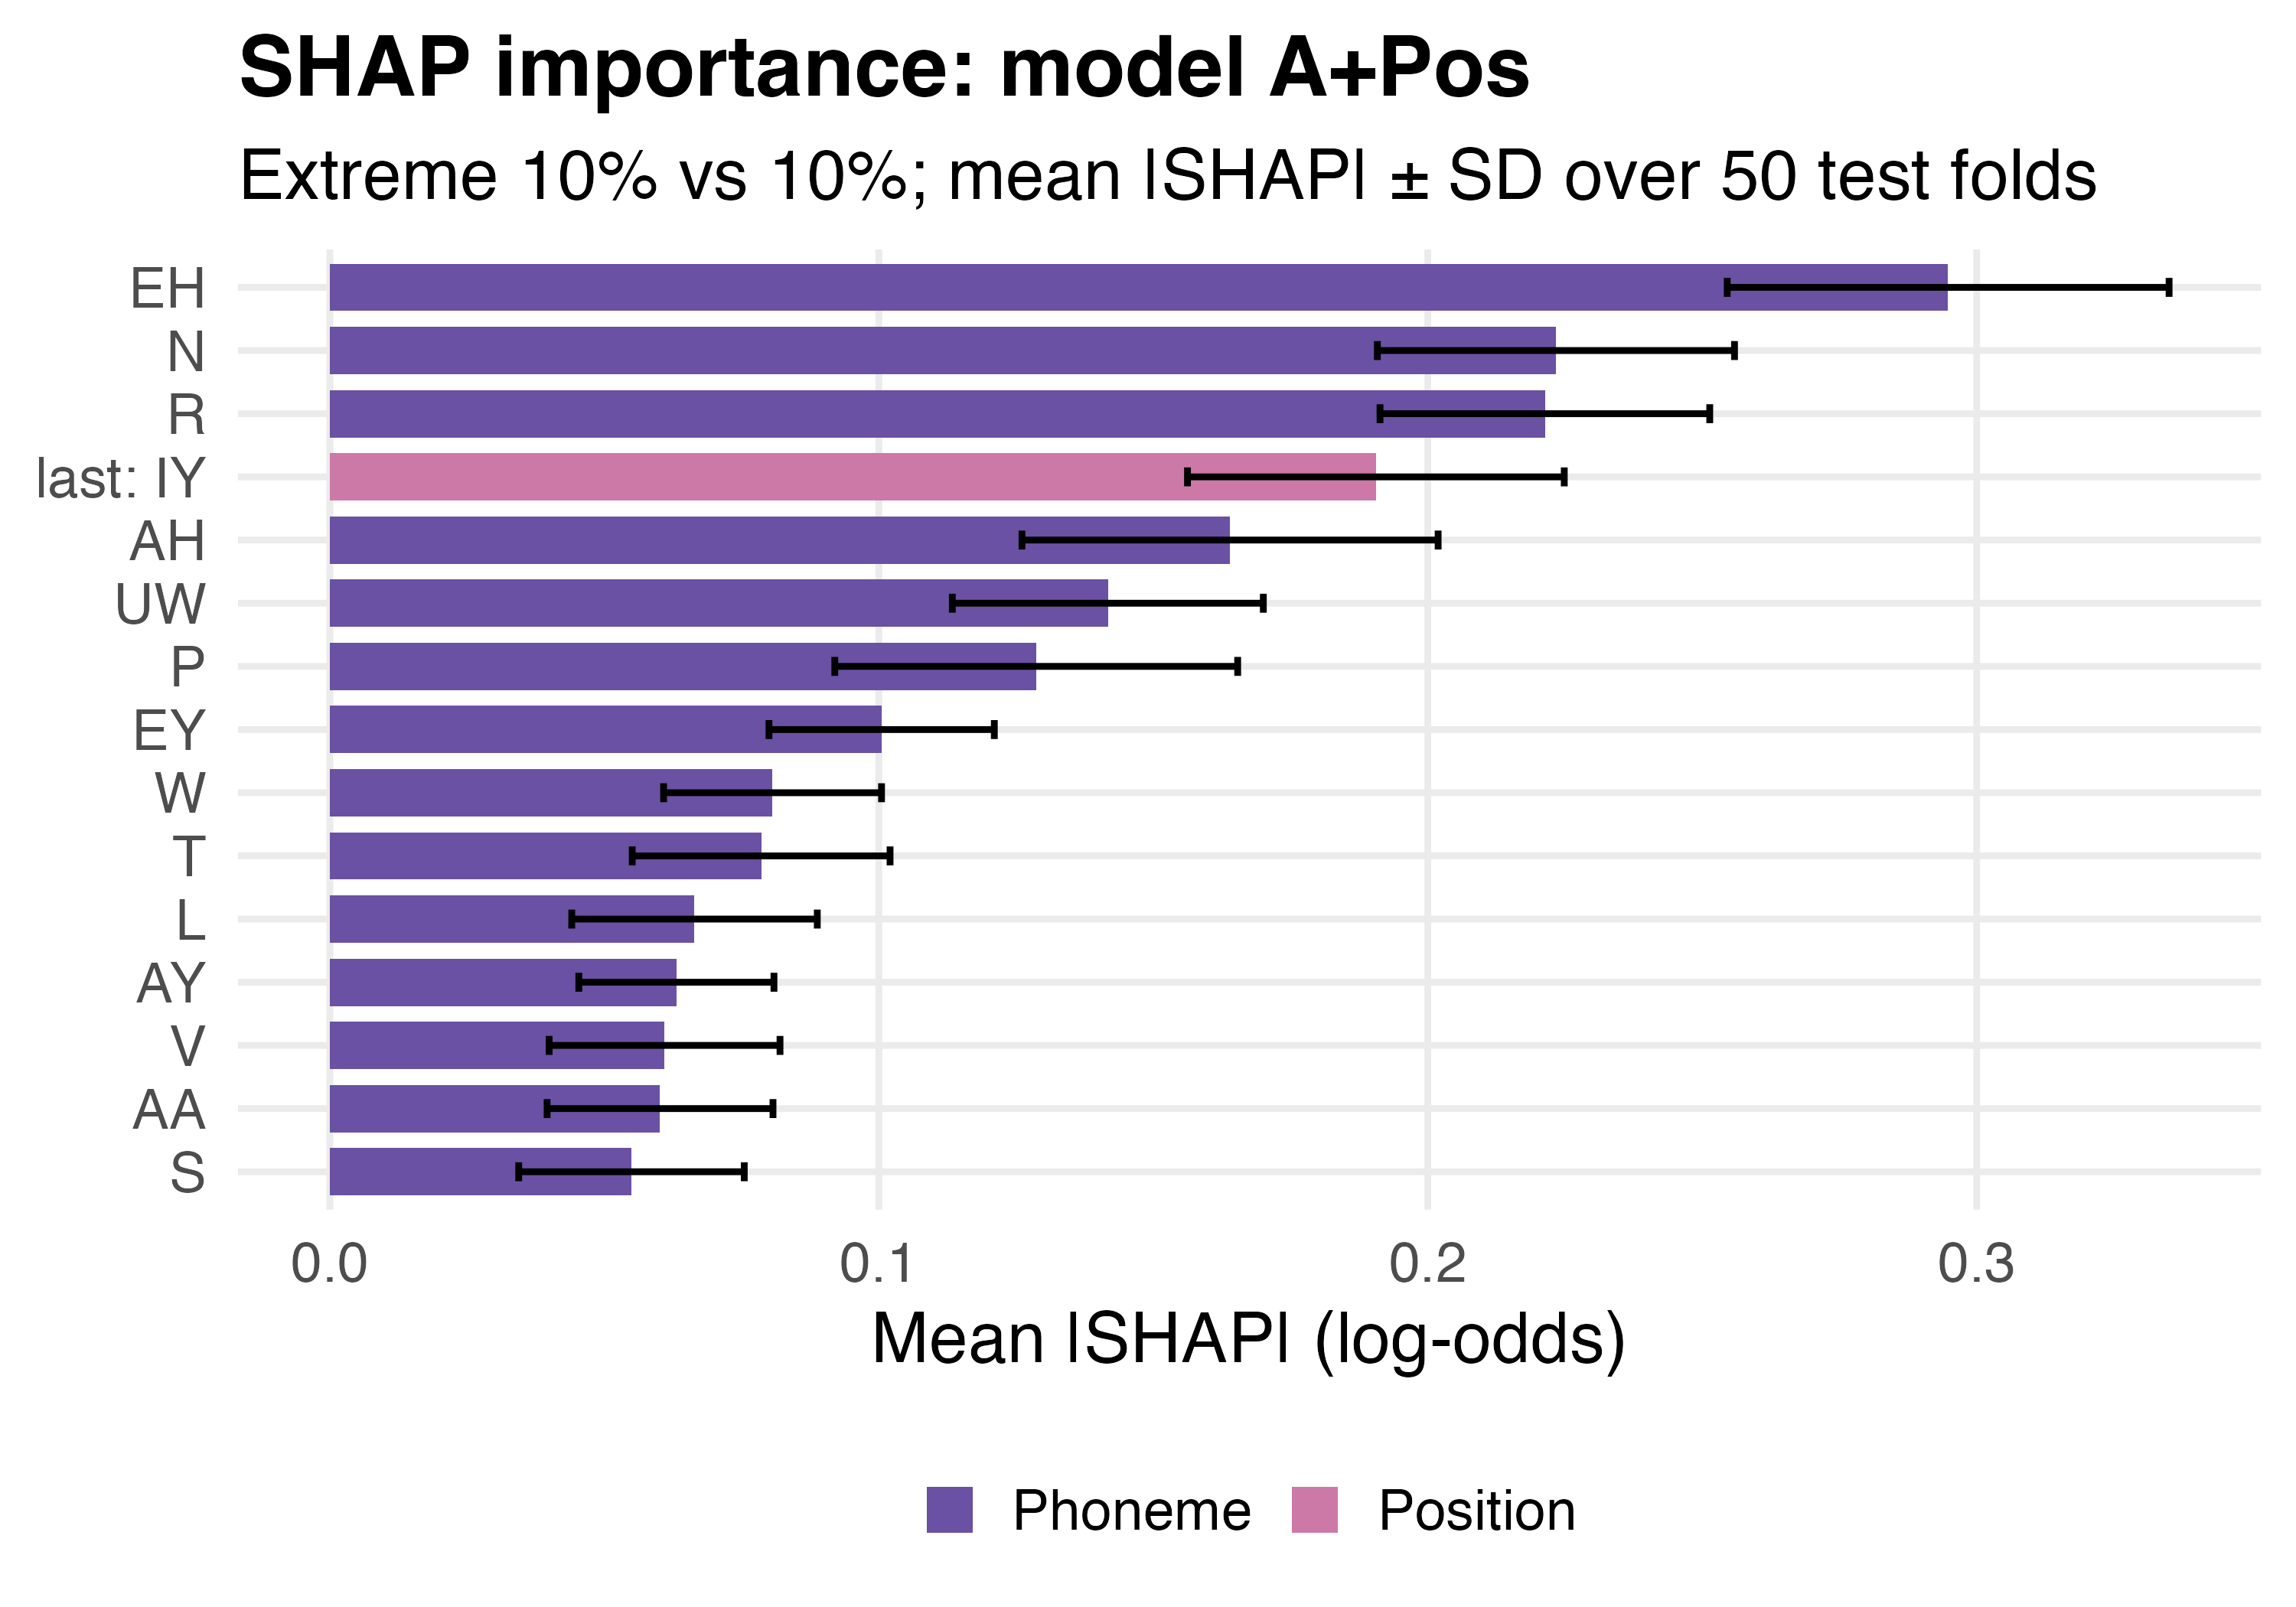 SHAP importance: model A+Pos
Extreme 10% vs 10%; mean |SHAP| ± SD over 50 test folds
EH
N
R
last: IY
AH
UW
P
EY
W
T
L
AY
V
AA
S
0.0 0.1 0.2 0.3
Mean |SHAP| (log-odds)
Phoneme Position